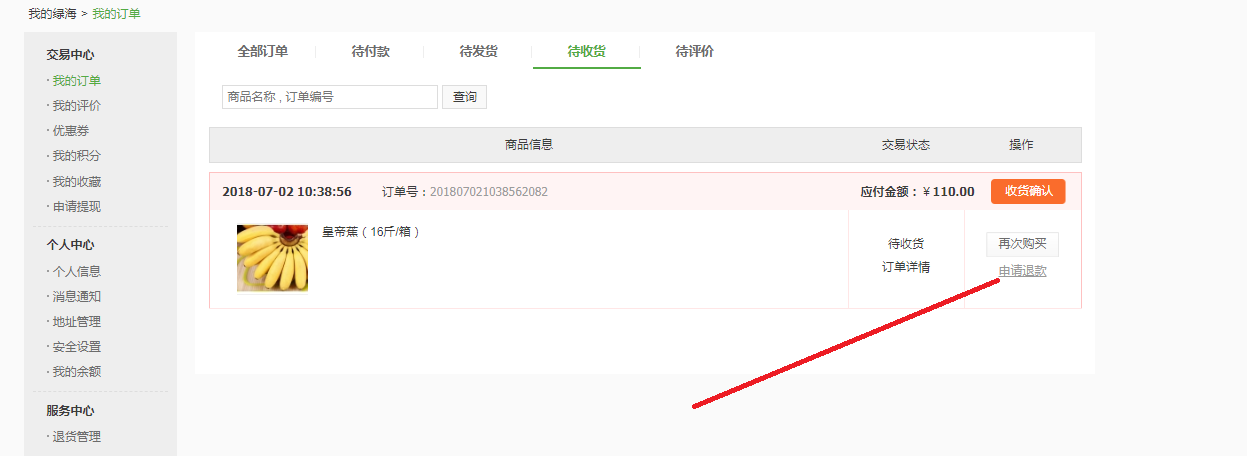 我的绿海 > 我的订单
交易中心
· 我的订单
· 我的评价
· 优惠券
· 我的积分
· 我的收藏
· 申请提现
个人中心
· 个人信息
· 消息通知
· 地址管理
· 安全设置
· 我的余额
服务中心
· 退货管理
全部订单 待付款 待发货 待收货 待评价
商品名称 , 订单编号 查询
商品信息 交易状态 操作
2018-07-02 10:38:56 订单号：201807021038562082 应付金额：￥110.00 收货确认
皇帝蕉（16斤/箱） 待收货 再次购买
订单详情 申请退款